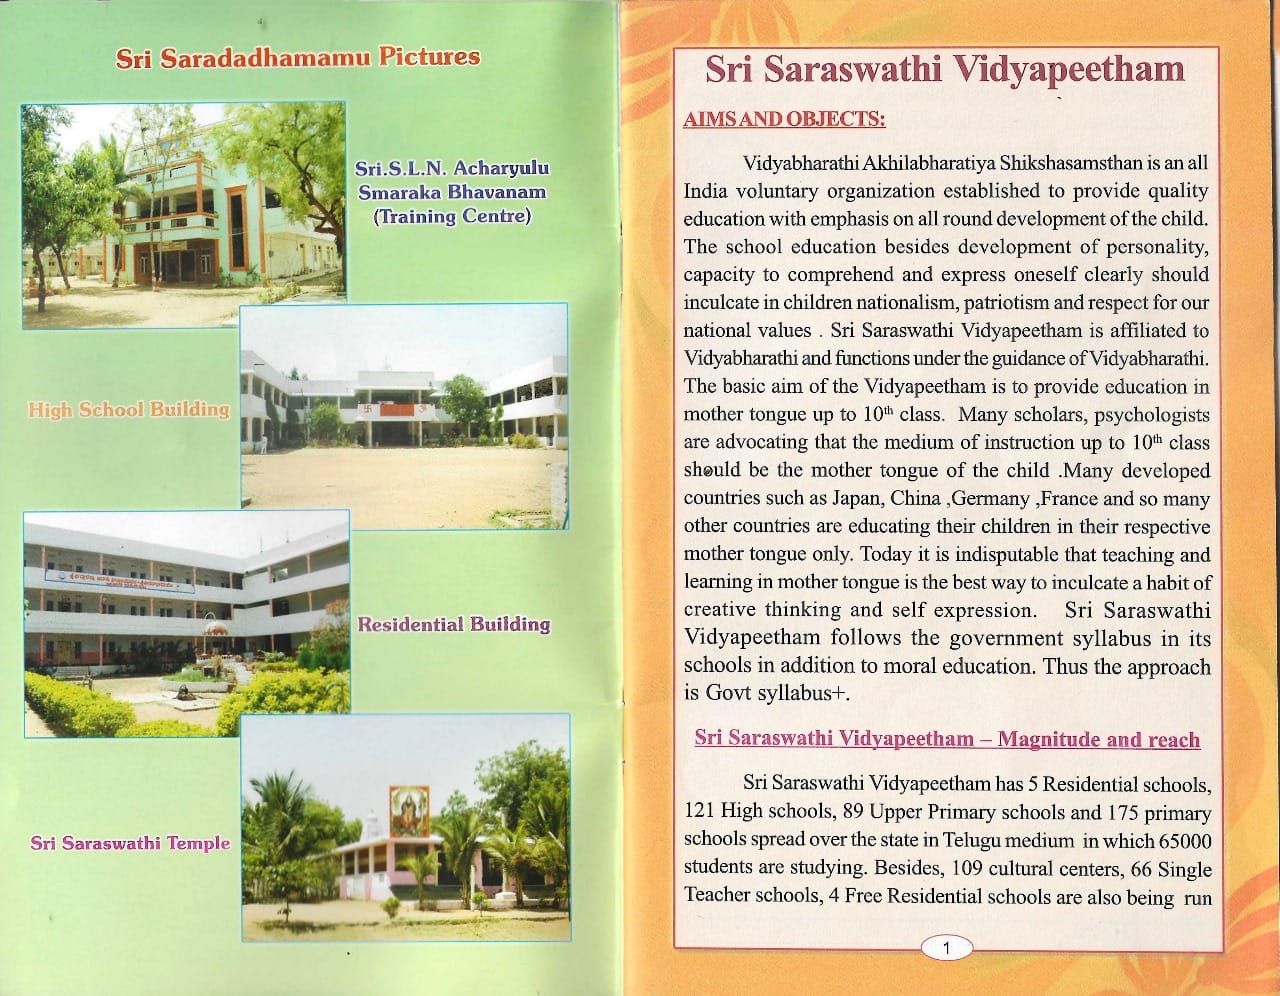 Sri Saradadhamamu Pictures
Sri.S.L.N. Acharyulu
Smaraka Bhavanam
(Training Centre)
High School Building
Residential Building
Sri Saraswathi Temple
Sri Saraswathi Vidyapeetham
AIMS AND OBJECTS:
Vidyabharathi Akhilabharatiya Shikshasamsthan is an all
India voluntary organization established to provide quality
education with emphasis on all round development of the child.
The school education besides development of personality,
capacity to comprehend and express oneself clearly should
inculcate in children nationalism, patriotism and respect for our
national values . Sri Saraswathi Vidyapeetham is affiliated to
Vidyabharathi and functions under the guidance of Vidyabharathi.
The basic aim of the Vidyapeetham is to provide education in
mother tongue up to 10th class. Many scholars, psychologists
are advocating that the medium of instruction up to 10th class
should be the mother tongue of the child .Many developed
countries such as Japan, China ,Germany ,France and so many
other countries are educating their children in their respective
mother tongue only. Today it is indisputable that teaching and
learning in mother tongue is the best way to inculcate a habit of
creative thinking and self expression. Sri Saraswathi
Vidyapeetham follows the government syllabus in its
schools in addition to moral education. Thus the approach
is Govt syllabus+.
Sri Saraswathi Vidyapeetham – Magnitude and reach
Sri Saraswathi Vidyapeetham has 5 Residential schools,
121 High schools, 89 Upper Primary schools and 175 primary
schools spread over the state in Telugu medium in which 65000
students are studying. Besides, 109 cultural centers, 66 Single
Teacher schools, 4 Free Residential schools are also being run
1